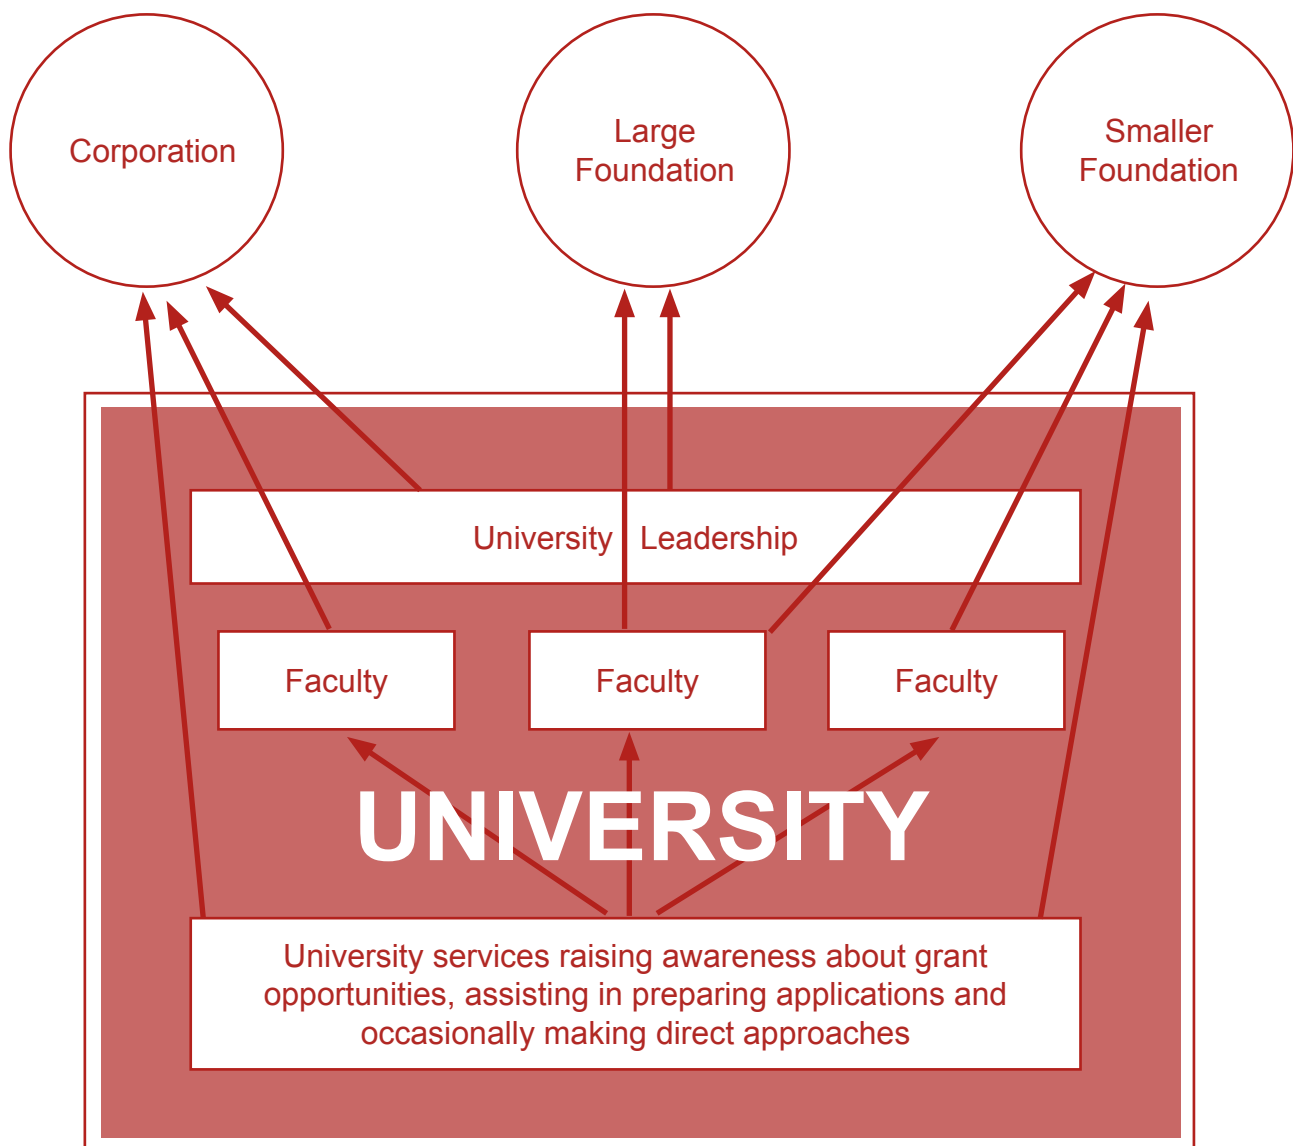 Corporation
Large
Foundation
Smaller
Foundation
University Leadership
Faculty
Faculty
Faculty
UNIVERSITY
University services raising awareness about grant
opportunities, assisting in preparing applications and
occasionally making direct approaches